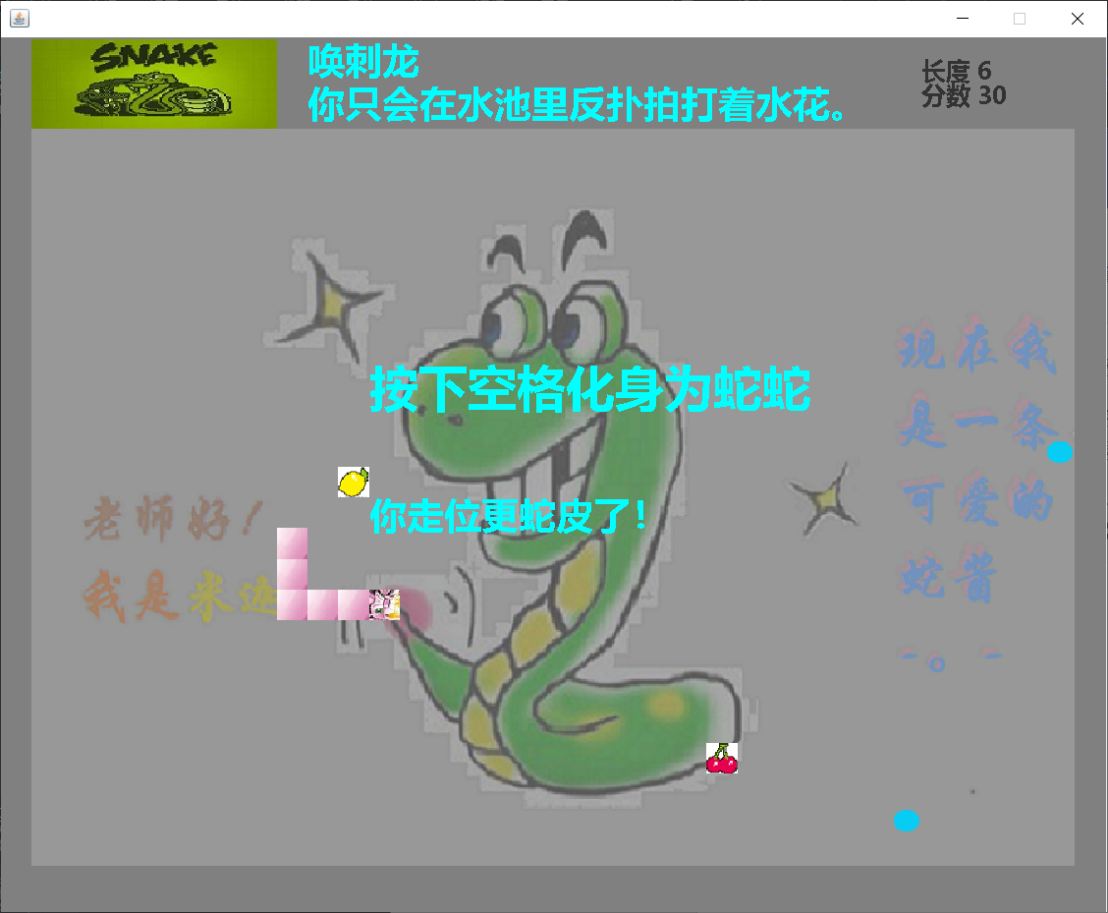 SNAKE
唤刺龙
你只会在水池里反扑拍打着水花。
长度 6
分数 30
按下空格化身为蛇蛇
你走位更蛇皮了!
老师好!
我是米迹
现在我
是一条
可爱的
蛇酱
-。-